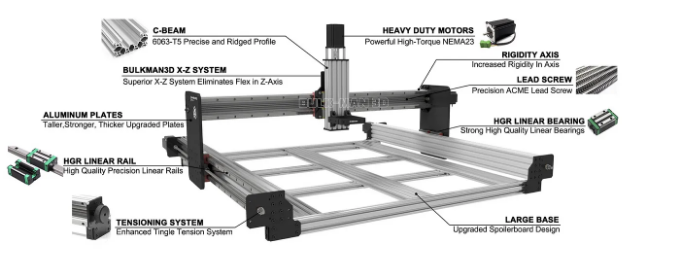 C-BEAM
6063-T5 Precise and Ridged Profile
HEAVY DUTY MOTORS
Powerful High-Torque NEMA23
BULKMAN3D X-Z SYSTEM
Superior X-Z System Eliminates Flex in Z-Axis
RIGIDITY AXIS
Increased Rigidity In Axis
LEAD SCREW
Precision ACME Lead Screw
BULK-MAN 3D
ALUMINUM PLATES
Taller,Stronger, Thicker Upgraded Plates
HGR LINEAR BEARING
Strong High Quality Linear Bearings
HGR LINEAR RAIL
High Quality Precision Linear Rails
TENSIONING SYSTEM
Enhanced Tingle Tension System
LARGE BASE
Upgraded Spoilerboard Design